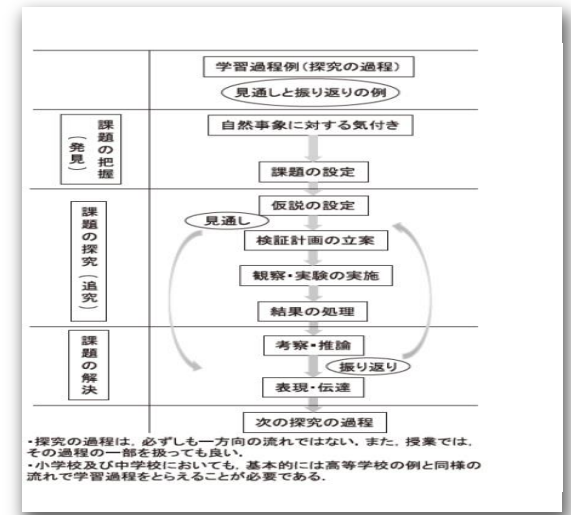 学習過程例(探究の過程)
見通しと振り返りの例
課題の把握
(発見)
自然事象に対する気付き
課題の設定
課題の探究
(追究)
仮説の設定
見通し
検証計画の立案
観察・実験の実施
結果の処理
課題の解決
考察・推論
振り返り
表現・伝達
次の探究の過程
・探究の過程は,必ずしも一方向の流れではない。また,授業では,
その過程の一部を扱っても良い。
・小学校及び中学校においても,基本的には高等学校の例と同様の
流れで学習過程をとらえることが必要である。